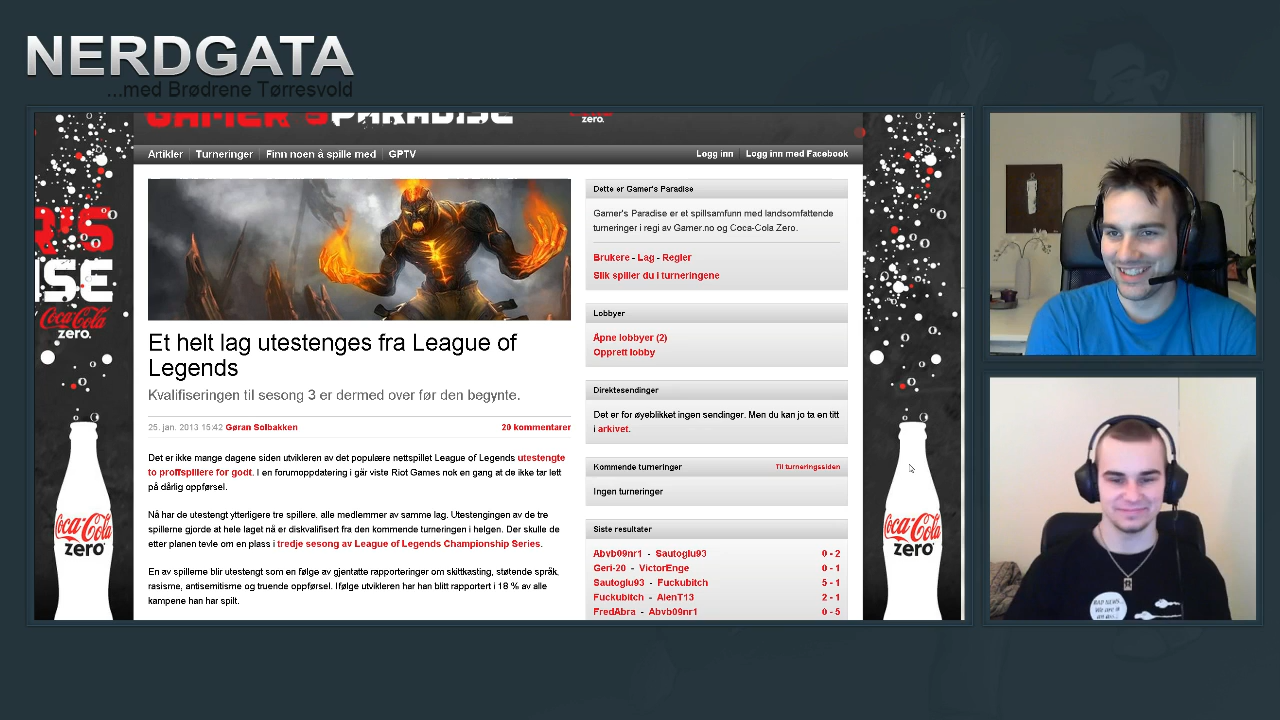 NERDGATA
...med Brødrene Tørresvold
GAMER'S PARADISE
zero.
Artikler
Turneringer
Finn noen å spille med
GPTV
Logg inn
Logg inn med Facebook
R'S
ISE
Coca-Cola
zero.
Et helt lag utestenges fra League of
Legends
Kvalifiseringen til sesong 3 er dermed over før den begynte.
25. jan. 2013 15:42 Gøran Solbakken
20 kommentarer
Det er ikke mange dagene siden utvikleren av det populære nettspillet League of Legends utestengte
to proffspillere for godt. I en forumoppdatering i går viste Riot Games nok en gang at de ikke tar lett
på dårlig oppførsel.
Nå har de utestengt ytterligere tre spillere, alle medlemmer av samme lag. Utestengingen av de tre
spillerne gjorde at hele laget nå er diskvalifisert fra den kommende turneringen i helgen. Der skulle de
etter planen tevle om en plass i tredje sesong av League of Legends Championship Series.
En av spillerne blir utestengt som en følge av gjentatte rapporteringer om skittkasting, støtende språk,
rasisme, antisemitisme og truende oppførsel. Ifølge utvikleren har han blitt rapportert i 18 % av alle
kampene han har spilt.
Dette er Gamer's Paradise
Gamer's Paradise er et spillsamfunn med landsomfattende
turneringer i regi av Gamer.no og Coca-Cola Zero.
Brukere - Lag - Regler
Slik spiller du i turneringene
Lobbyer
Åpne lobbyer (2)
Opprett lobby
Direktesendinger
Det er for øyeblikket ingen sendinger. Men du kan jo ta en titt
i arkivet.
Kommende turneringer
Til turneringssiden
Ingen turneringer
Siste resultater
Abvb09nr1 - Sautoglu93 0 - 2
Geri-20 - VictorEnge 0 - 1
Sautoglu93 - Fuckubitch 5 - 1
Fuckubitch - AlenT13 2 - 1
FredAbra - Abvb09nr1 0 - 5
Coca-Cola
zero
Coca-Cola
zero
BAD NEWS...
We are in